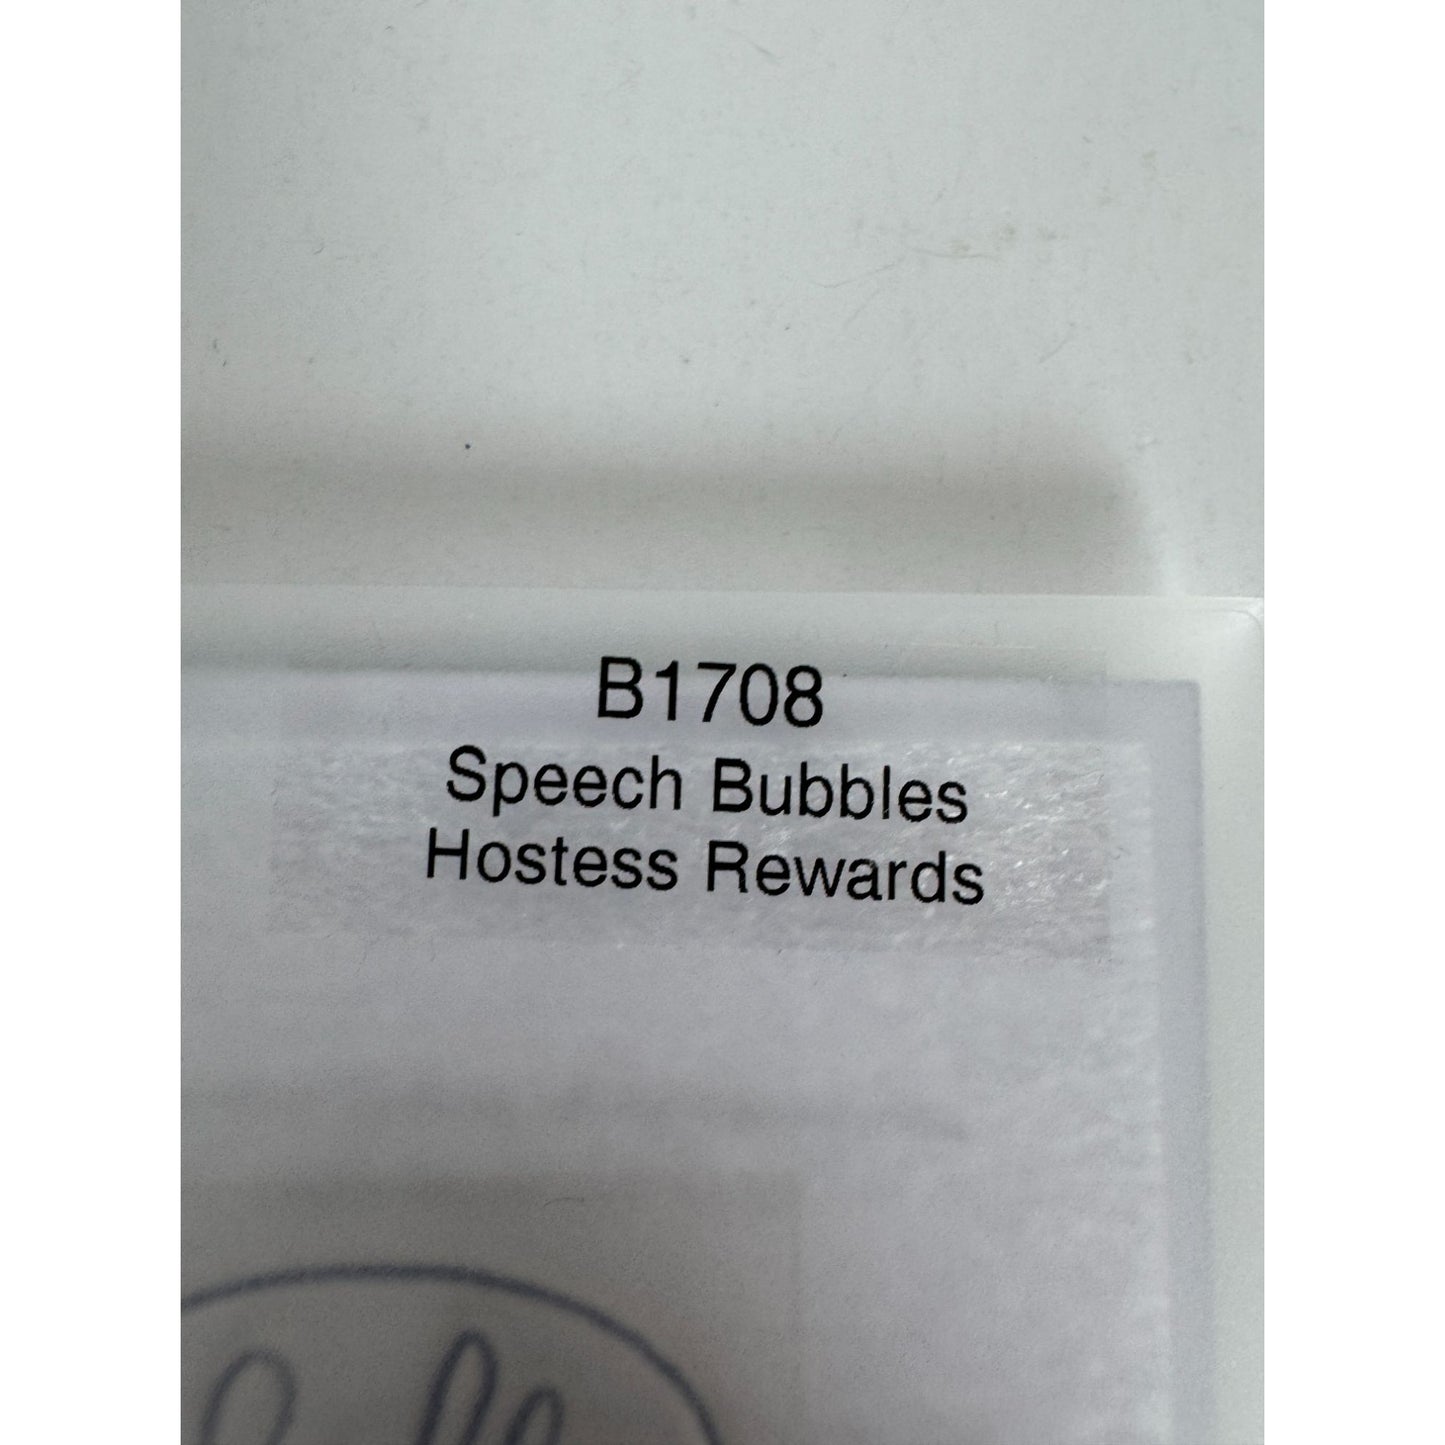 B1708
Speech Bubbles
Hostess Rewards